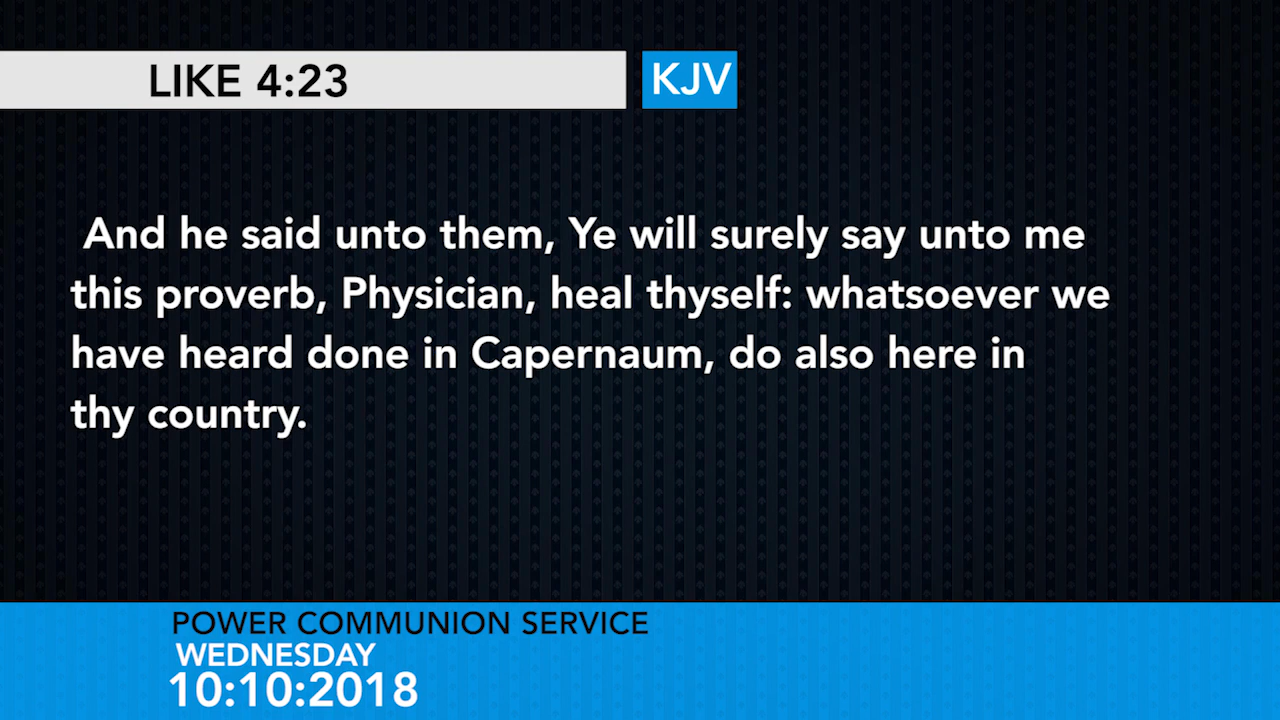 LIKE 4:23
KJV
And he said unto them, Ye will surely say unto me
this proverb, Physician, heal thyself: whatsoever we
have heard done in Capernaum, do also here in
thy country.
POWER COMMUNION SERVICE
WEDNESDAY
10:10:2018